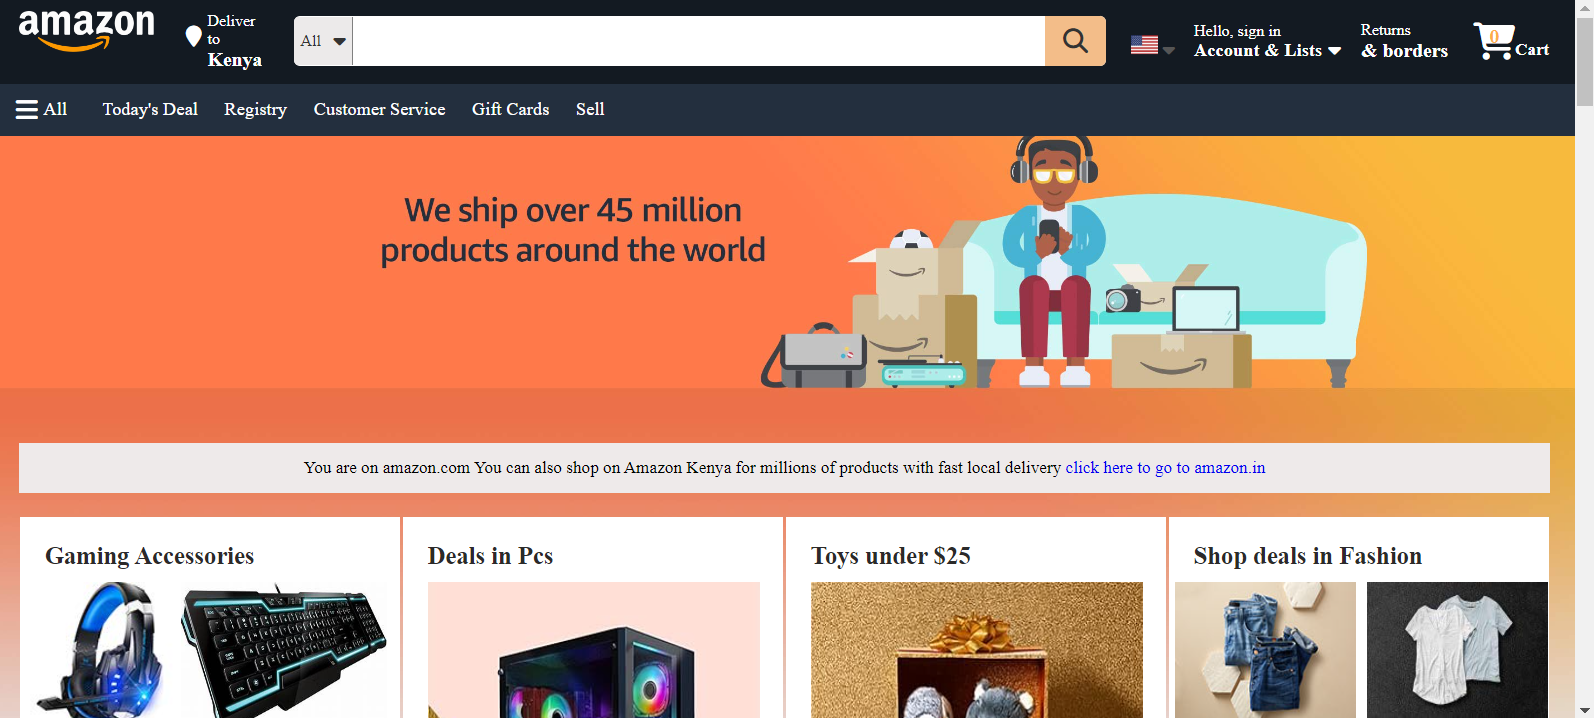 amazon
Deliver
to
Kenya
All
Hello, sign in
Account & Lists
Returns
& borders
0
Cart
All
Today's Deal
Registry
Customer Service
Gift Cards
Sell
We ship over 45 million
products around the world
You are on amazon.com You can also shop on Amazon Kenya for millions of products with fast local delivery click here to go to amazon.in
Gaming Accessories
Deals in Pcs
Toys under $25
Shop deals in Fashion